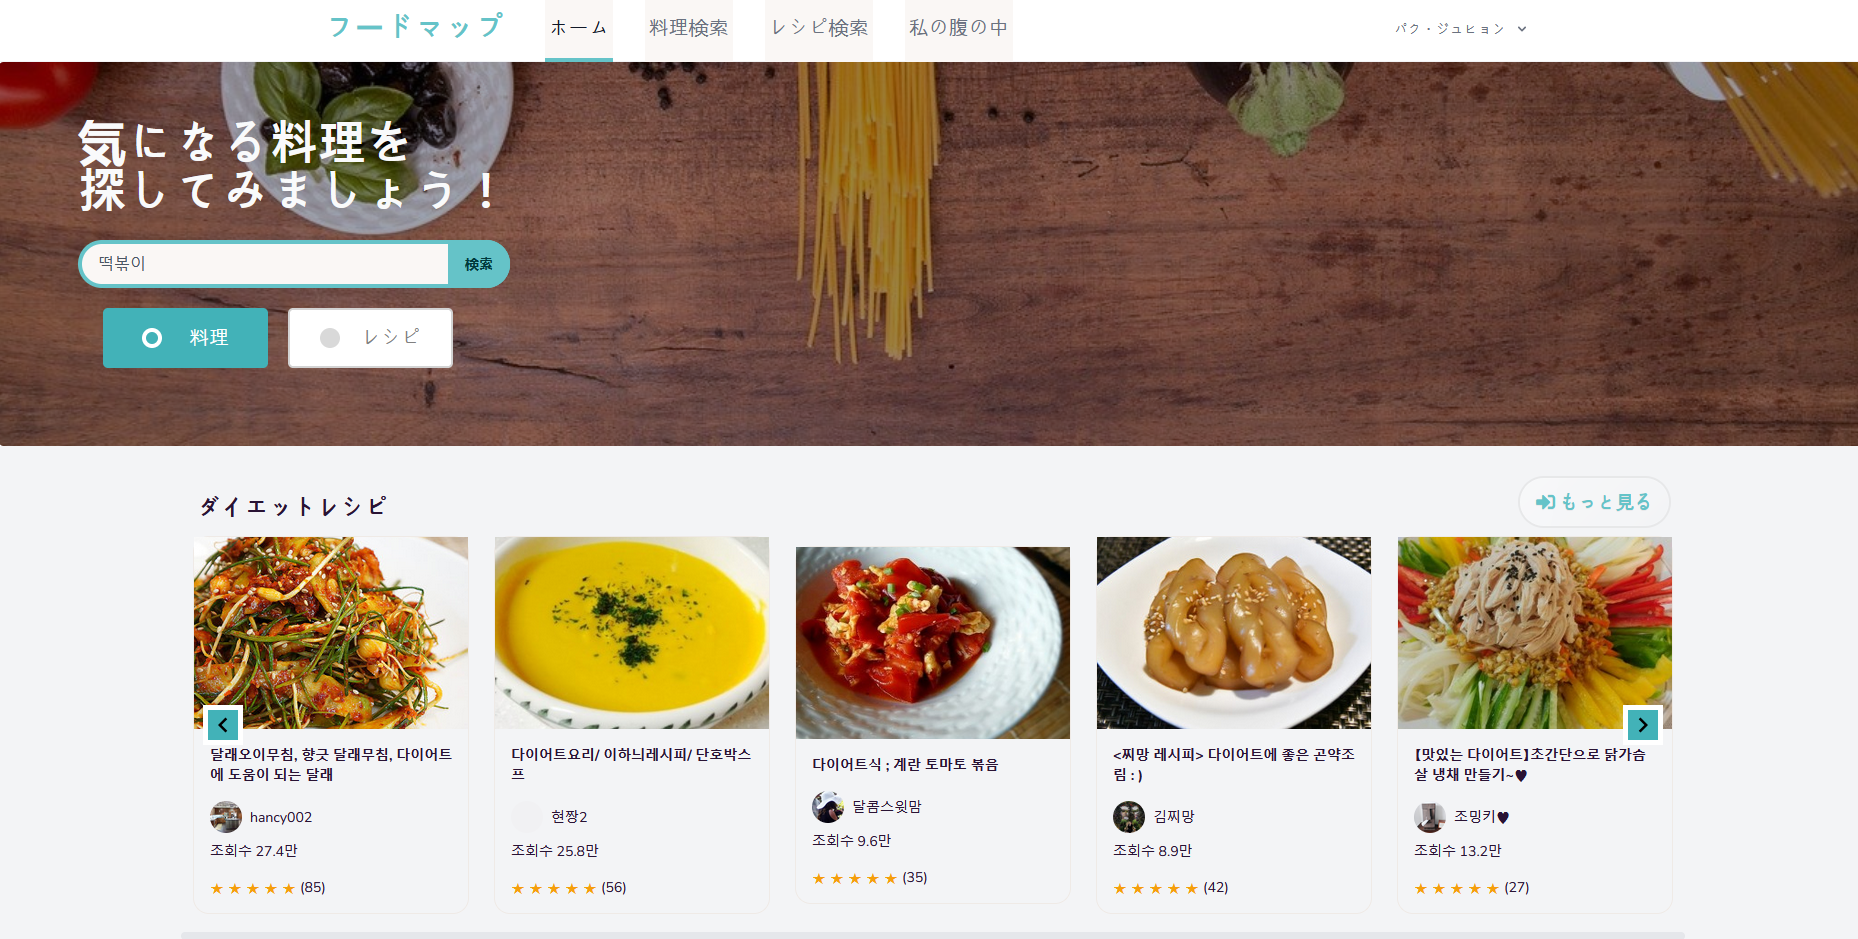 フードマップ
ホーム
料理検索
レシピ検索
私の腹の中
パク・ジュヒョン
気になる料理を
探してみましょう！
떡볶이
検索
料理
レシピ
ダイエットレシピ
もっと見る
달래오이무침, 향긋 달래무침, 다이어트
에 도움이 되는 달래
hancy002
조회수 27.4만
★ ★ ★ ★ ★ (85)
다이어트요리/ 이하늬레시피/ 단호박스
프
현짱2
조회수 25.8만
★ ★ ★ ★ ★ (56)
다이어트식 ; 계란 토마토 볶음
달콤스윗맘
조회수 9.6만
★ ★ ★ ★ ★ (35)
<찌망 레시피> 다이어트에 좋은 곤약조
림 : )
김찌망
조회수 8.9만
★ ★ ★ ★ ★ (42)
【맛있는 다이어트】초간단으로 닭가슴
살 냉채 만들기~♥
조밍키♥
조회수 13.2만
★ ★ ★ ★ ★ (27)